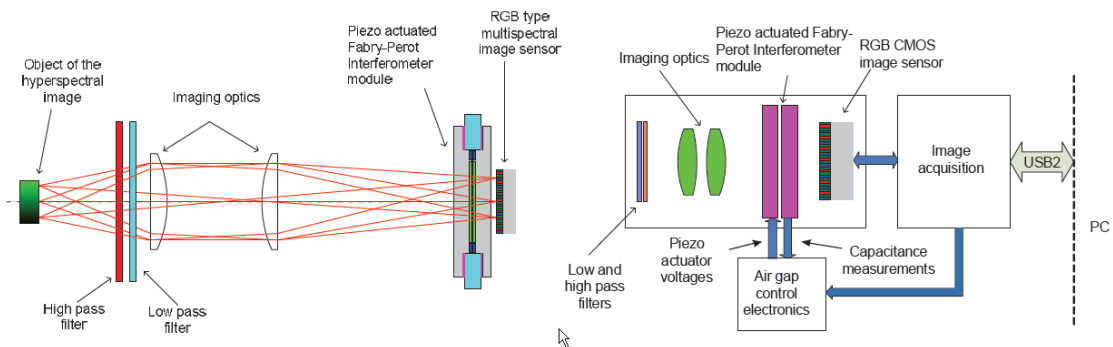 Object of the
hyperspectral
image
Imaging optics
Piezo actuated
Fabry-Perot
Interferometer
module
RGB type
multispectral
image sensor
High pass
filter
Low pass filter
Imaging optics
Piezo actuated Fabry-
Perot Interferometer
module
RGB CMOS
image sensor
Image
acquisition
USB2
PC
Low and
high pass
filters
Piezo
actuator
voltages
Capacitance
measurements
Air gap
control
electronics